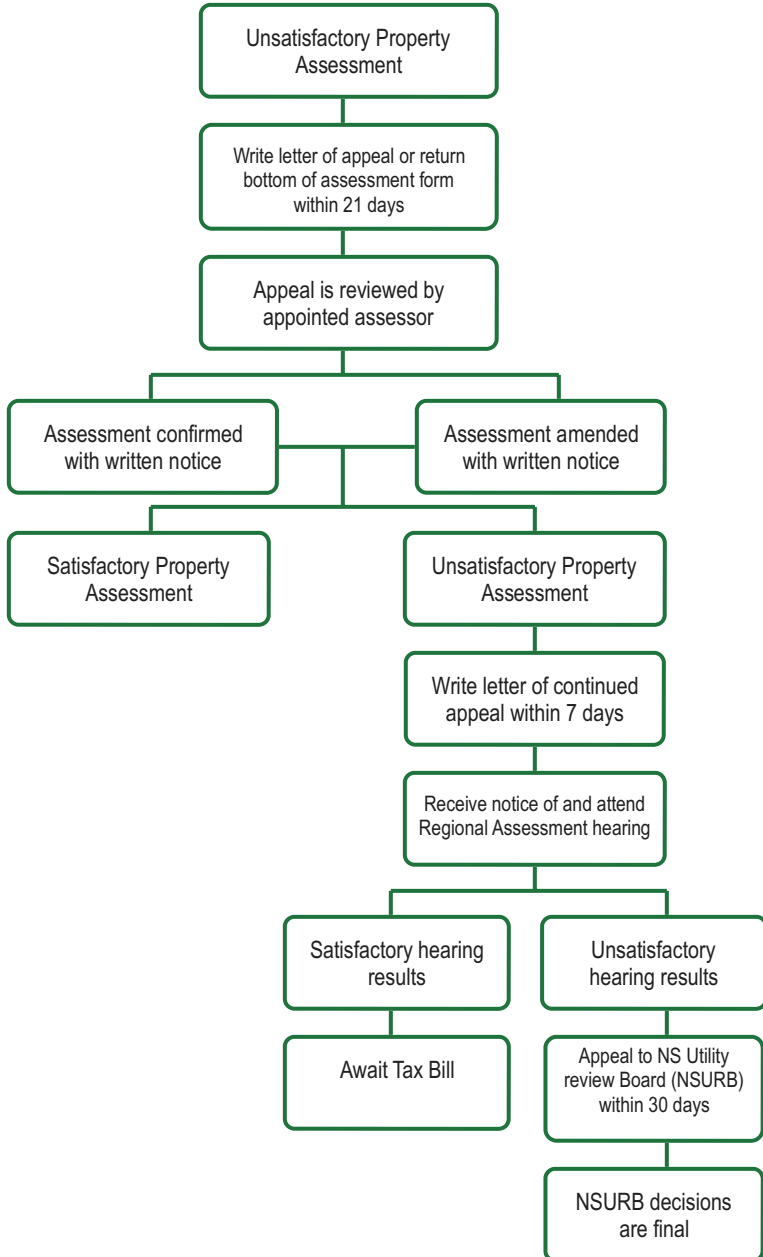 Unsatisfactory Property
Assessment
Write letter of appeal or return
bottom of assessment form
within 21 days
Appeal is reviewed by
appointed assessor
Assessment confirmed
with written notice
Assessment amended
with written notice
Satisfactory Property
Assessment
Unsatisfactory Property
Assessment
Write letter of continued
appeal within 7 days
Receive notice of and attend
Regional Assessment hearing
Satisfactory hearing
results
Unsatisfactory
hearing results
Await Tax Bill
Appeal to NS Utility
review Board (NSURB)
within 30 days
NSURB decisions
are final